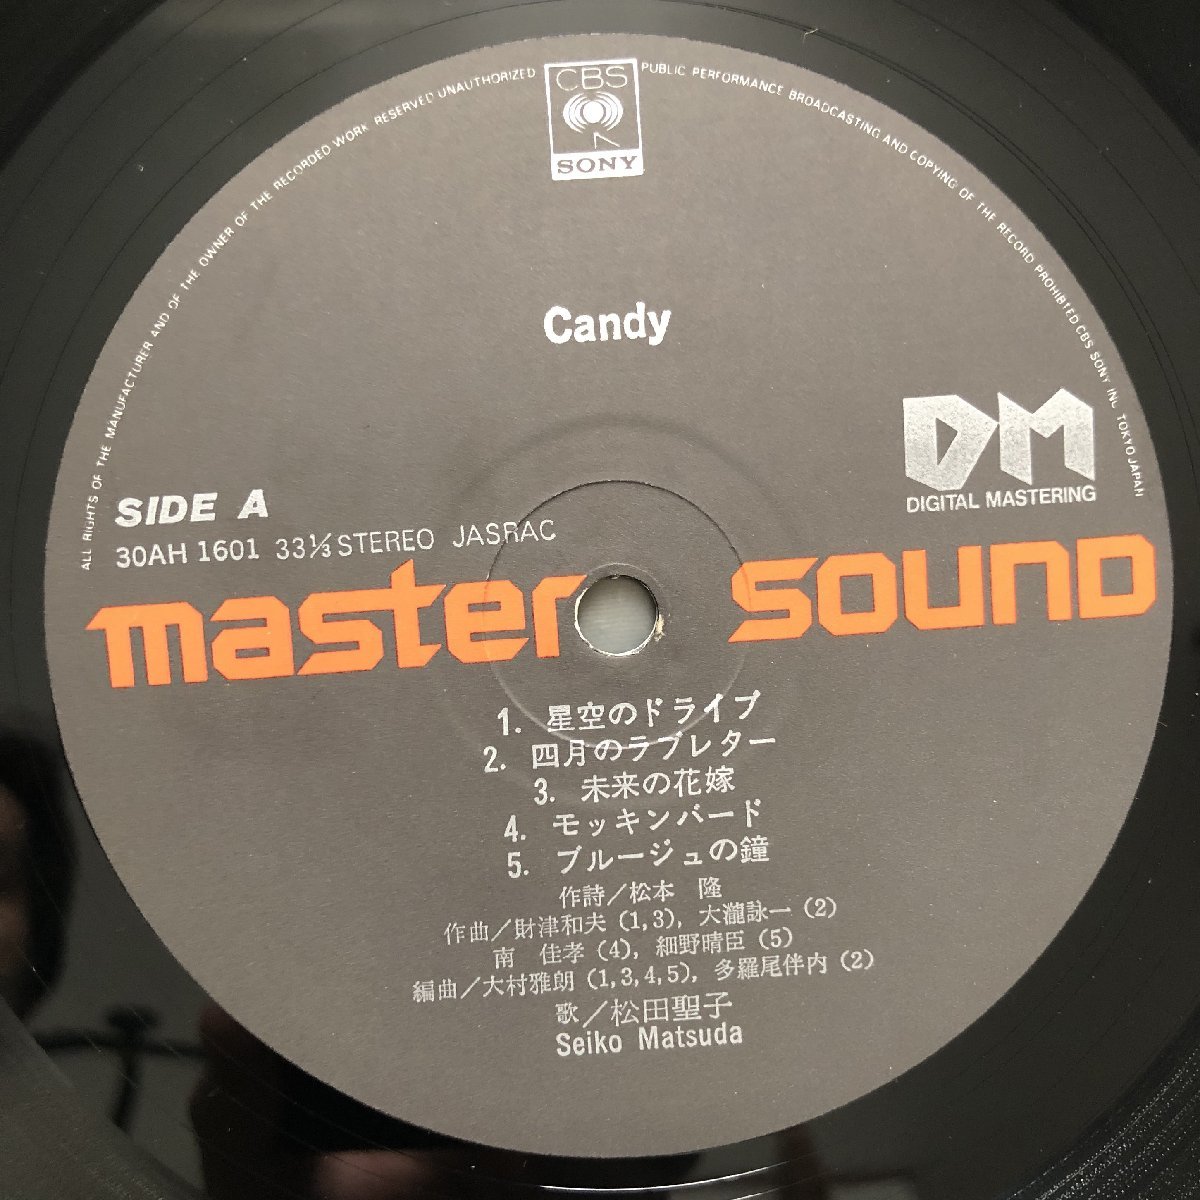 ALL RIGHTS OF THE MANUFACTURER AND OF THE OWNER OF THE RECORDED WORK RESERVED UNAUTHORIZED PUBLIC PERFORMANCE BROADCASTING AND COPYING OF THE RECORD PROHIBITED CBS SONY INC. TOKYO JAPAN
CBS
SONY
Candy
DM
DIGITAL MASTERING
SIDE A
30AH 1601 33⅓ STEREO JASRAC
master sound
1. 星空のドライブ
2. 四月のラブレター
3. 未来の花嫁
4. モッキンバード
5. ブルージュの鐘
作詩／松本 隆
作曲／財津和夫 (1,3), 大瀧詠一 (2)
南 佳孝 (4), 細野晴臣 (5)
編曲／大村雅朗 (1,3,4,5), 多羅尾伴内 (2)
歌／松田聖子
Seiko Matsuda